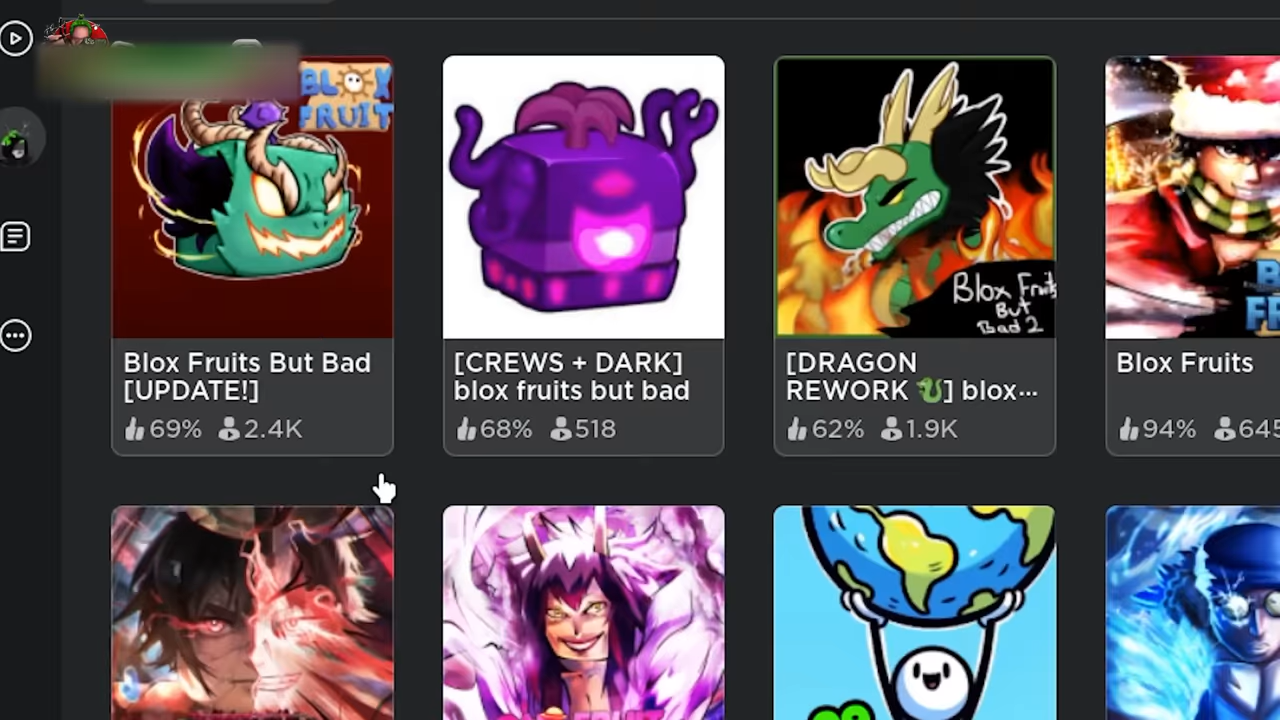 BLOX
FRUIT
Blox Fruits
But
Bad 2
Blox Fruits But Bad
[UPDATE!]
69% 2.4K
[CREWS + DARK]
blox fruits but bad
68% 518
[DRAGON
REWORK 🐉] blox...
62% 1.9K
Blox Fruits
94% 645